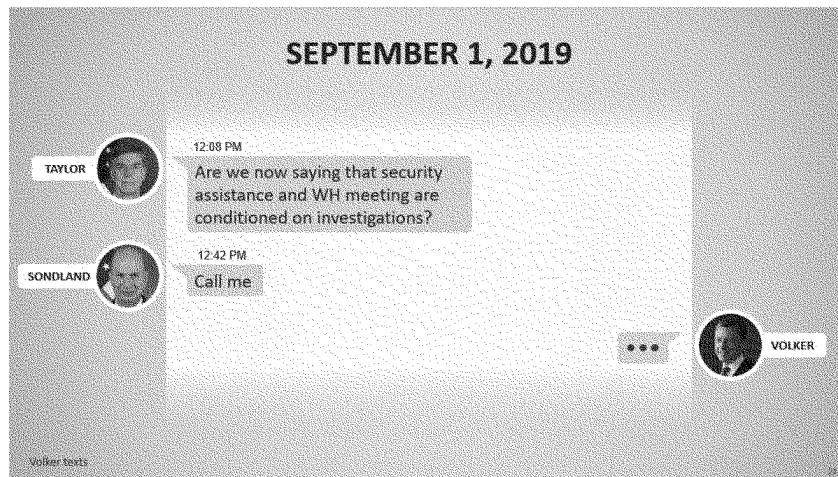 SEPTEMBER 1, 2019
12:08 PM
TAYLOR
Are we now saying that security
assistance and WH meeting are
conditioned on investigations?
12:42 PM
SONDLAND
Call me
VOLKER
Volker texts